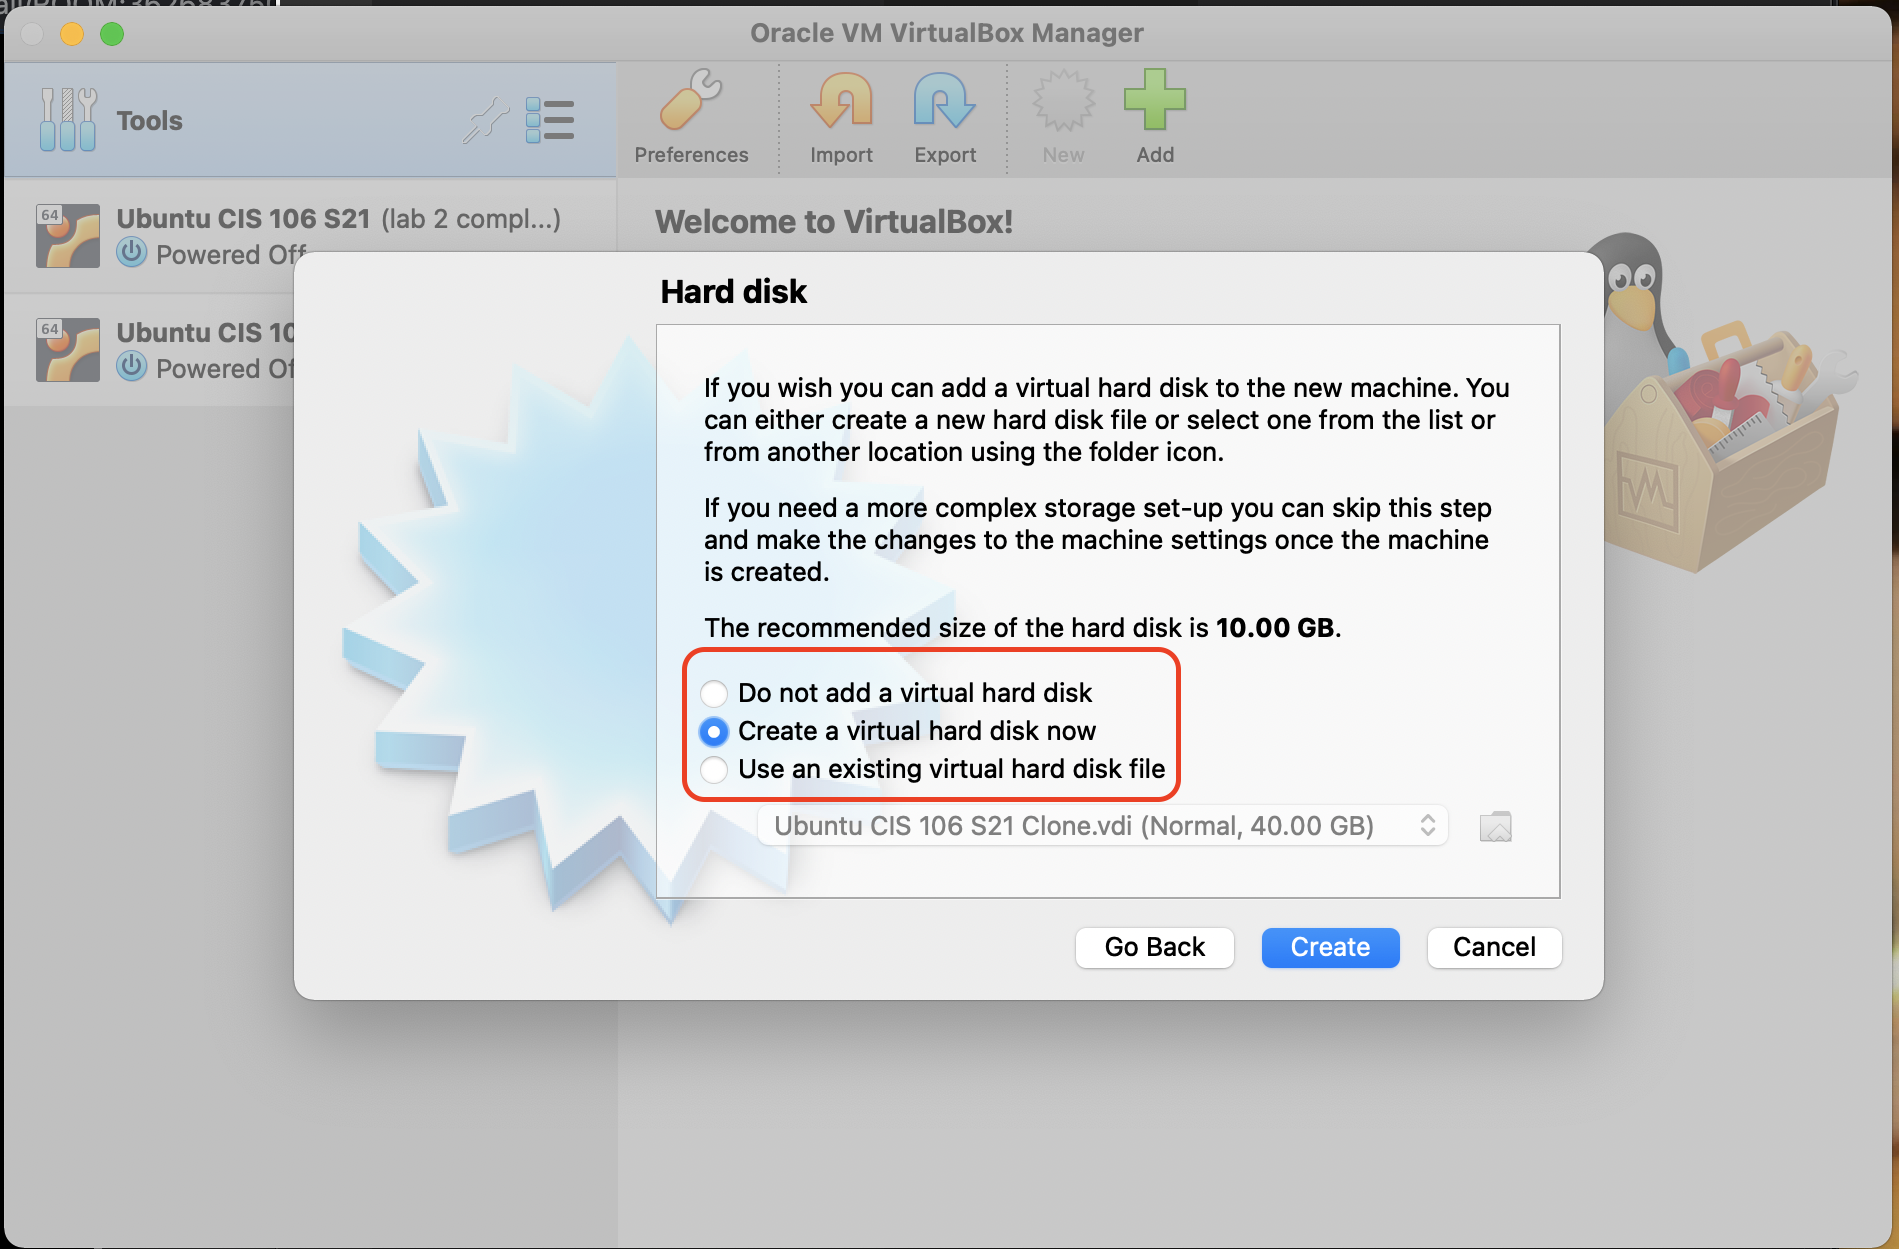 Oracle VM VirtualBox Manager
Tools
Preferences
Import
Export
New
Add
64
Ubuntu CIS 106 S21 (lab 2 compl...)
Powered Off
64
Ubuntu CIS 10
Powered Of
Welcome to VirtualBox!
Hard disk
If you wish you can add a virtual hard disk to the new machine. You
can either create a new hard disk file or select one from the list or
from another location using the folder icon.
If you need a more complex storage set-up you can skip this step
and make the changes to the machine settings once the machine
is created.
The recommended size of the hard disk is 10.00 GB.
Do not add a virtual hard disk
Create a virtual hard disk now
Use an existing virtual hard disk file
Ubuntu CIS 106 S21 Clone.vdi (Normal, 40.00 GB)
Go Back
Create
Cancel